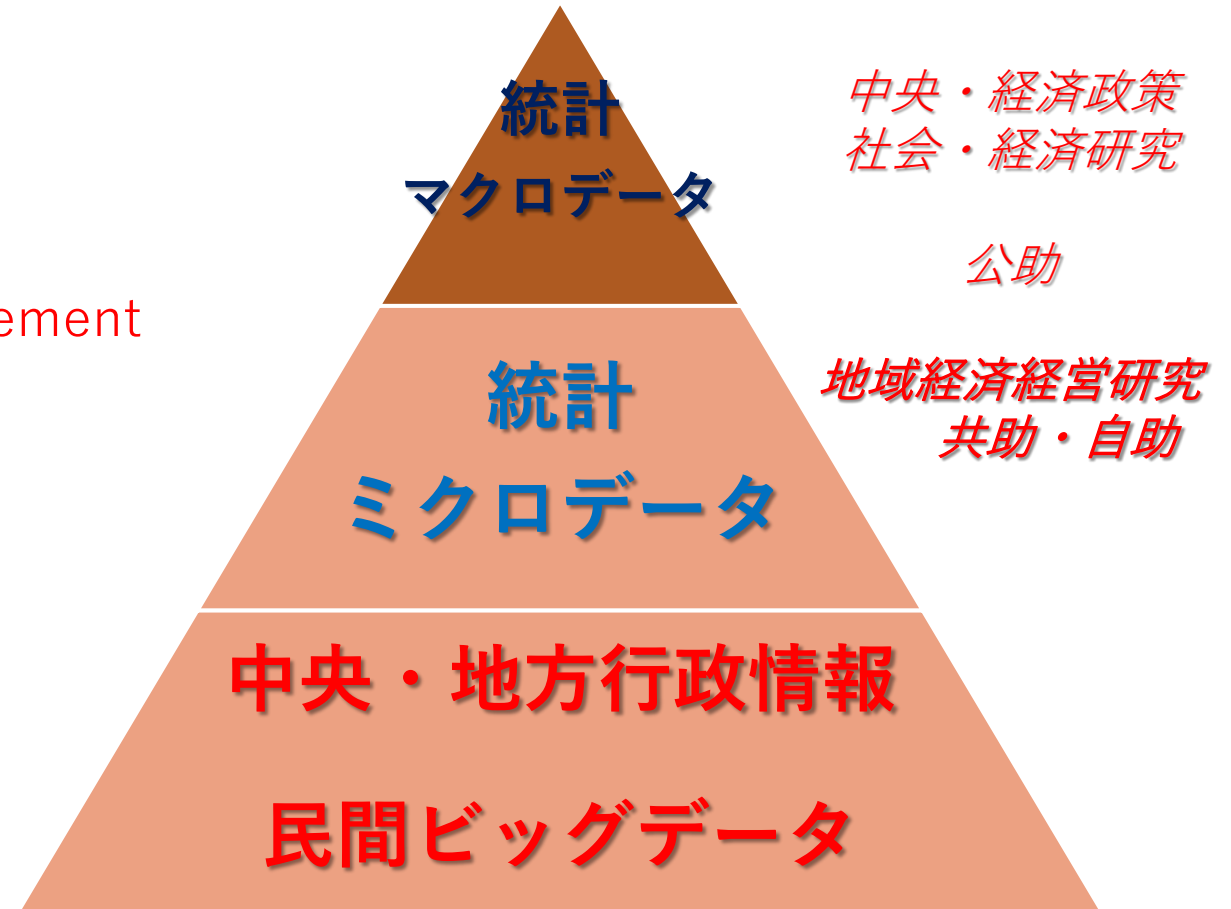 統計
マクロデータ
中央・経済政策
社会・経済研究
公助
ement
統計
ミクロデータ
地域経済経営研究
共助・自助
中央・地方行政情報
民間ビッグデータ